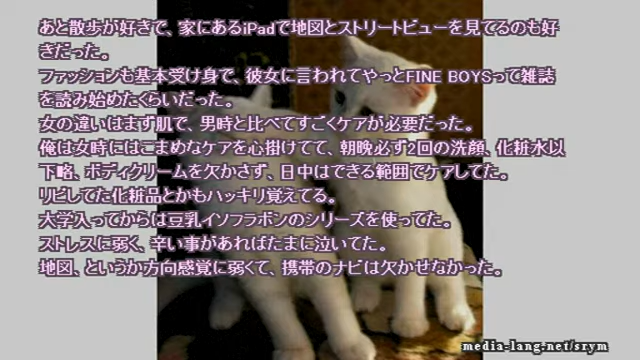 あと散歩が好きで、家にあるiPadで地図とストリートビューを見てるのも好
きだった。
ファッションも基本受け身で、彼女に言われてやっとFINE BOYSって雑誌
を読み始めたくらいだった。
女の違いはまず肌で、男時と比べてすごくケアが必要だった。
俺は女時にはこまめなケアを心掛けてて、朝晩必ず2回の洗顔、化粧水以
下略、ボディクリームを欠かさず、日中はできる範囲でケアしてた。
リピしてた化粧品とかもハッキリ覚えてる。
大学入ってからは豆乳イソフラボンのシリーズを使ってた。
ストレスに弱く、辛い事があればたまに泣いてた。
地図、というか方向感覚に弱くて、携帯のナビは欠かせなかった。
media-lang.net/srym